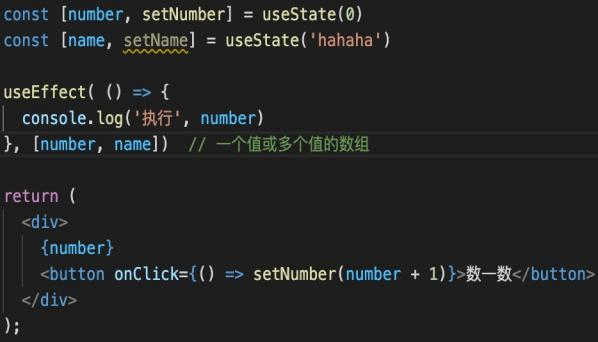 const [number, setNumber] = useState(0)
const [name, setName] = useState('hahaha')
useEffect( () => {
console.log('执行', number)
}, [number, name]) // 一个值或多个值的数组
return (
<div>
{number}
<button onClick={() => setNumber(number + 1)}>数一数</button>
</div>
);